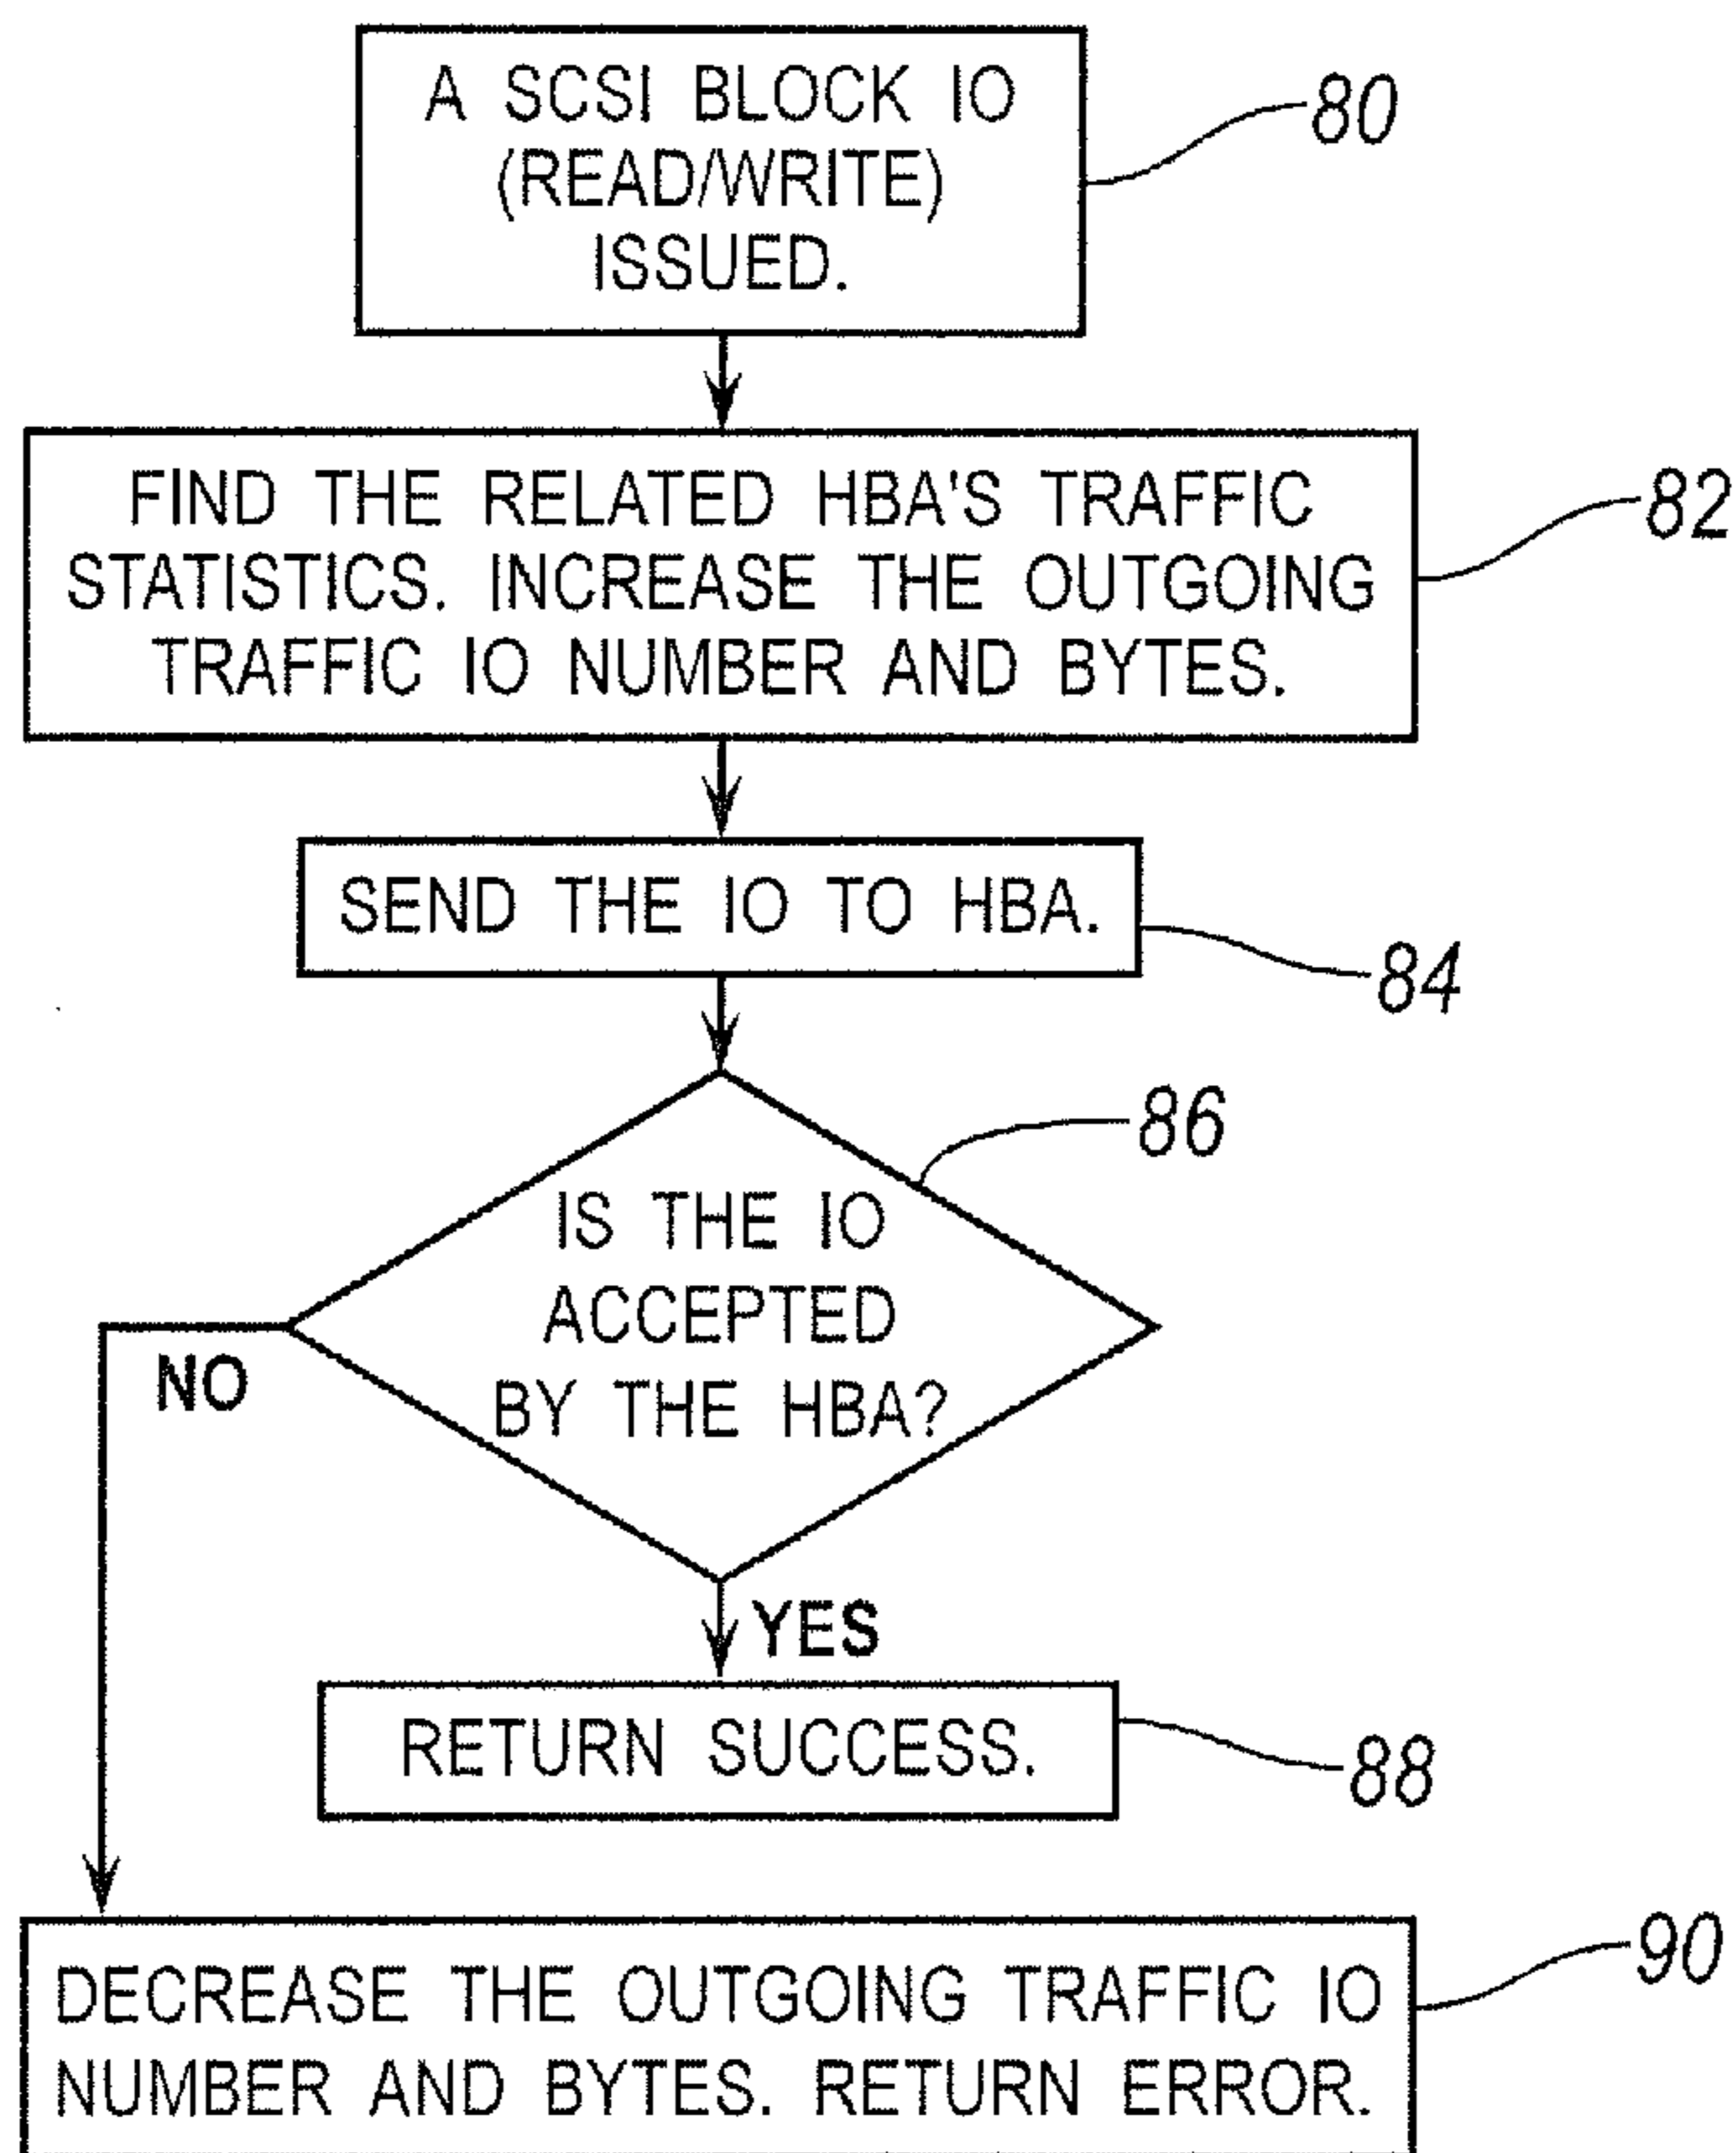 A SCSI BLOCK IO
(READ/WRITE)
ISSUED.
80
FIND THE RELATED HBA'S TRAFFIC
STATISTICS. INCREASE THE OUTGOING
TRAFFIC IO NUMBER AND BYTES.
82
SEND THE IO TO HBA.
84
86
IS THE IO
ACCEPTED
BY THE HBA?
NO
YES
RETURN SUCCESS.
88
DECREASE THE OUTGOING TRAFFIC IO
NUMBER AND BYTES. RETURN ERROR.
90